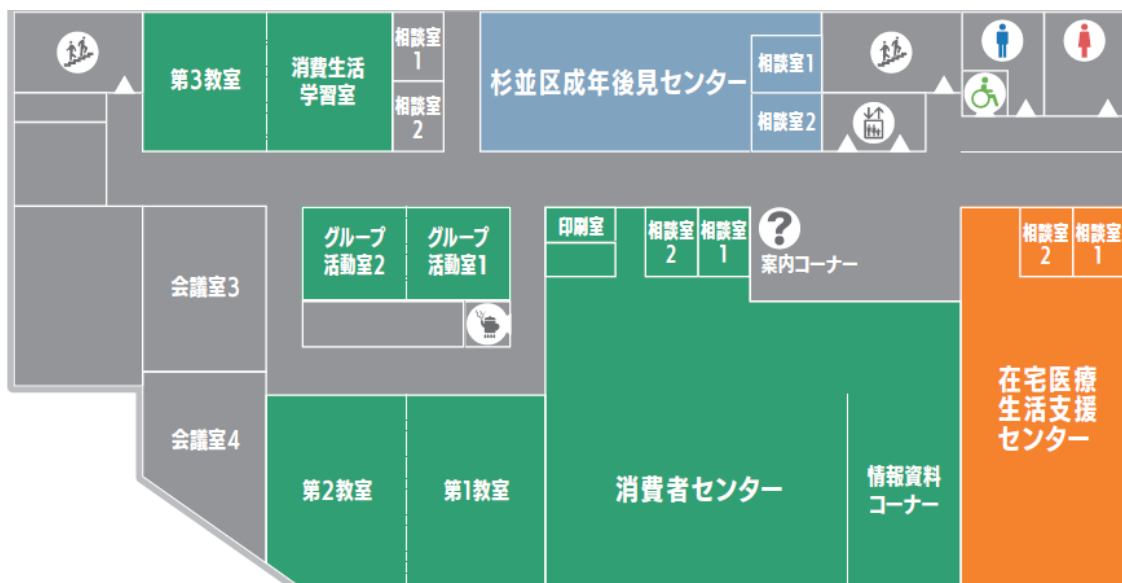 第3教室
消費生活
学習室
相談室
1
相談室
2
杉並区成年後見センター
相談室1
相談室2
グループ
活動室2
グループ
活動室1
印刷室
相談室
2
相談室
1
?
案内コーナー
相談室
2
相談室
1
会議室3
会議室4
第2教室
第1教室
消費者センター
情報資料
コーナー
在宅医療
生活支援
センター